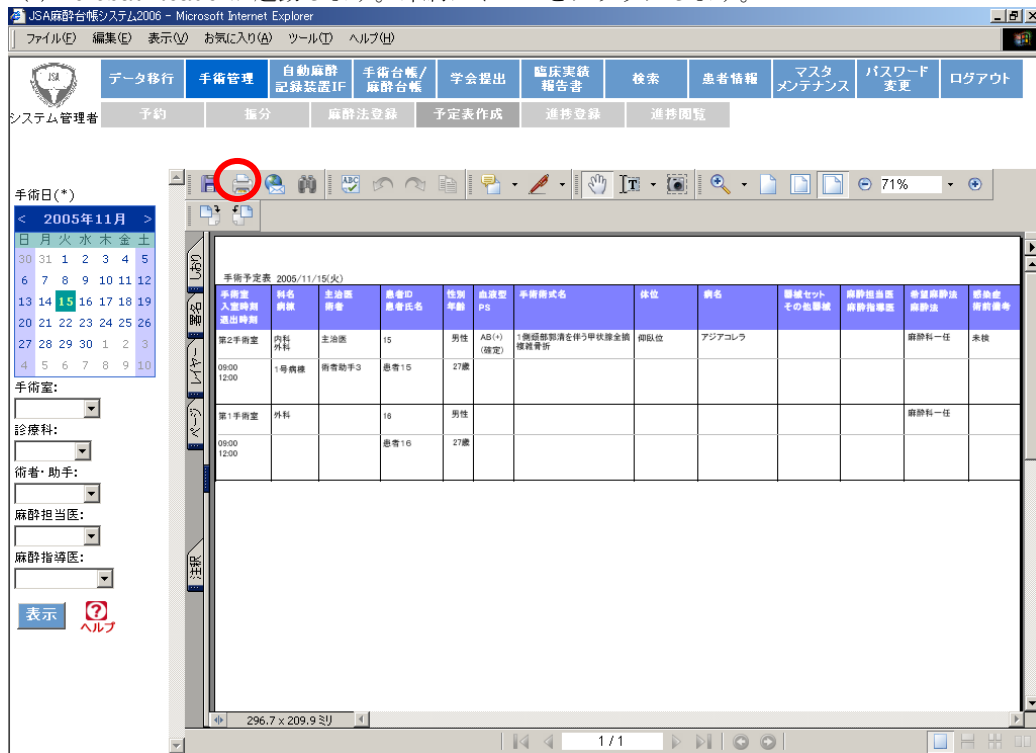 JSA麻酔台帳システム2006 - Microsoft Internet Explorer
ファイル(F) 編集(E) 表示(V) お気に入り(A) ツール(T) ヘルプ(H)
JSA
データ移行 手術管理 自動麻酔記録装置IF 手術台帳/麻酔台帳 学会提出 臨床実績報告書 検索 患者情報 マスタメンテナンス パスワード変更 ログアウト
システム管理者 予約 振分 麻酔法登録 予定表作成 進捗登録 進捗閲覧
手術日(*)
< 2005年11月 >
日 月 火 水 木 金 土
30 31 1 2 3 4 5
6 7 8 9 10 11 12
13 14 15 16 17 18 19
20 21 22 23 24 25 26
27 28 29 30 1 2 3
4 5 6 7 8 9 10
手術室:
診療科:
術者・助手:
麻酔担当医:
麻酔指導医:
表示 ヘルプ
ABC
71%
しおり
署名
レイヤー
ページ
注釈
手術予定表 2005/11/15(火)
手術室 科名 主治医 患者ID 性別 血液型 手術術式名 体位 病名 器械セット 麻酔担当医 希望麻酔法 感染症
入室時刻 病棟 術者 患者氏名 年齢 PS その他器械 麻酔指導医 麻酔法 術前備考
退出時刻
第2手術室 内科 主治医 15 男性 AB(+) 1側頚部郭清を伴う甲状腺全摘 仰臥位 アジアコレラ 麻酔科一任 未検
外科 (確定) 複雑骨折
09:00 1号病棟 術者助手3 患者15 27歳
12:00
第1手術室 外科 16 男性 麻酔科一任
09:00 患者16 27歳
12:00
296.7 x 209.9 ミリ
1 / 1